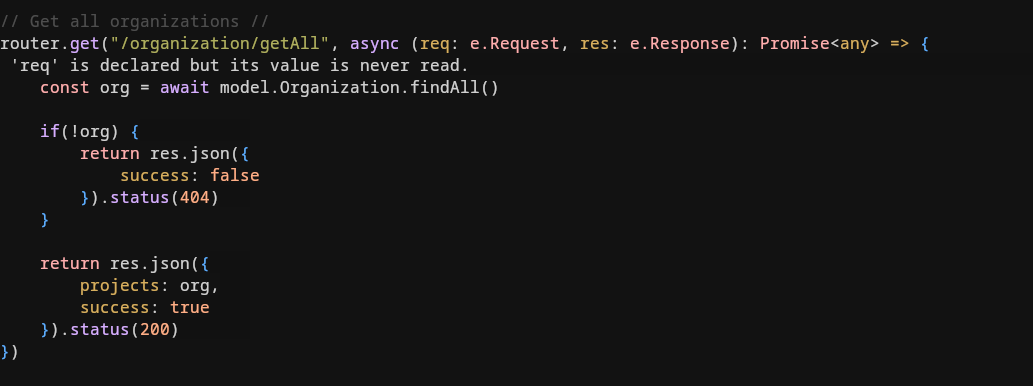 // Get all organizations //
router.get("/organization/getAll", async (req: e.Request, res: e.Response): Promise<any> => {
 'req' is declared but its value is never read.
    const org = await model.Organization.findAll()

    if(!org) {
        return res.json({
            success: false
        }).status(404)
    }

    return res.json({
        projects: org,
        success: true
    }).status(200)
})